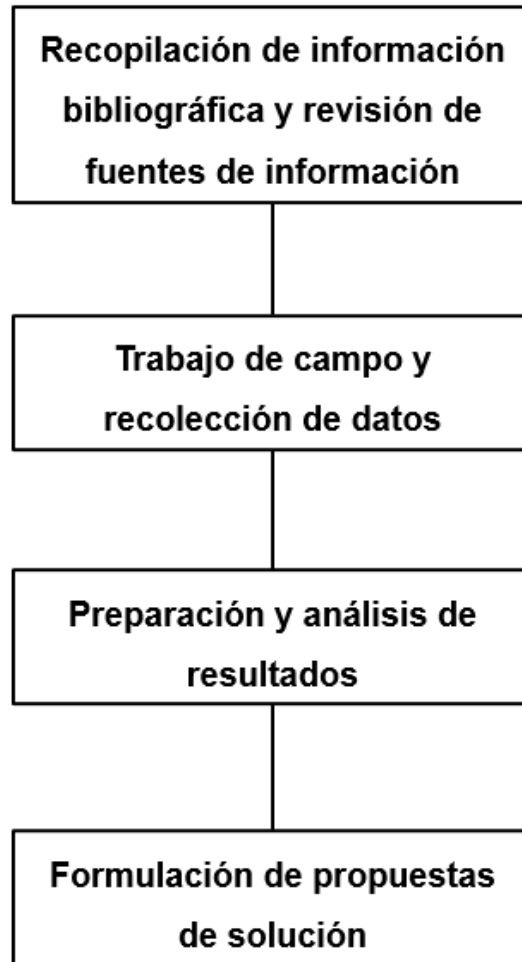 Recopilación de información
bibliográfica y revisión de
fuentes de información
Trabajo de campo y
recolección de datos
Preparación y análisis de
resultados
Formulación de propuestas
de solución